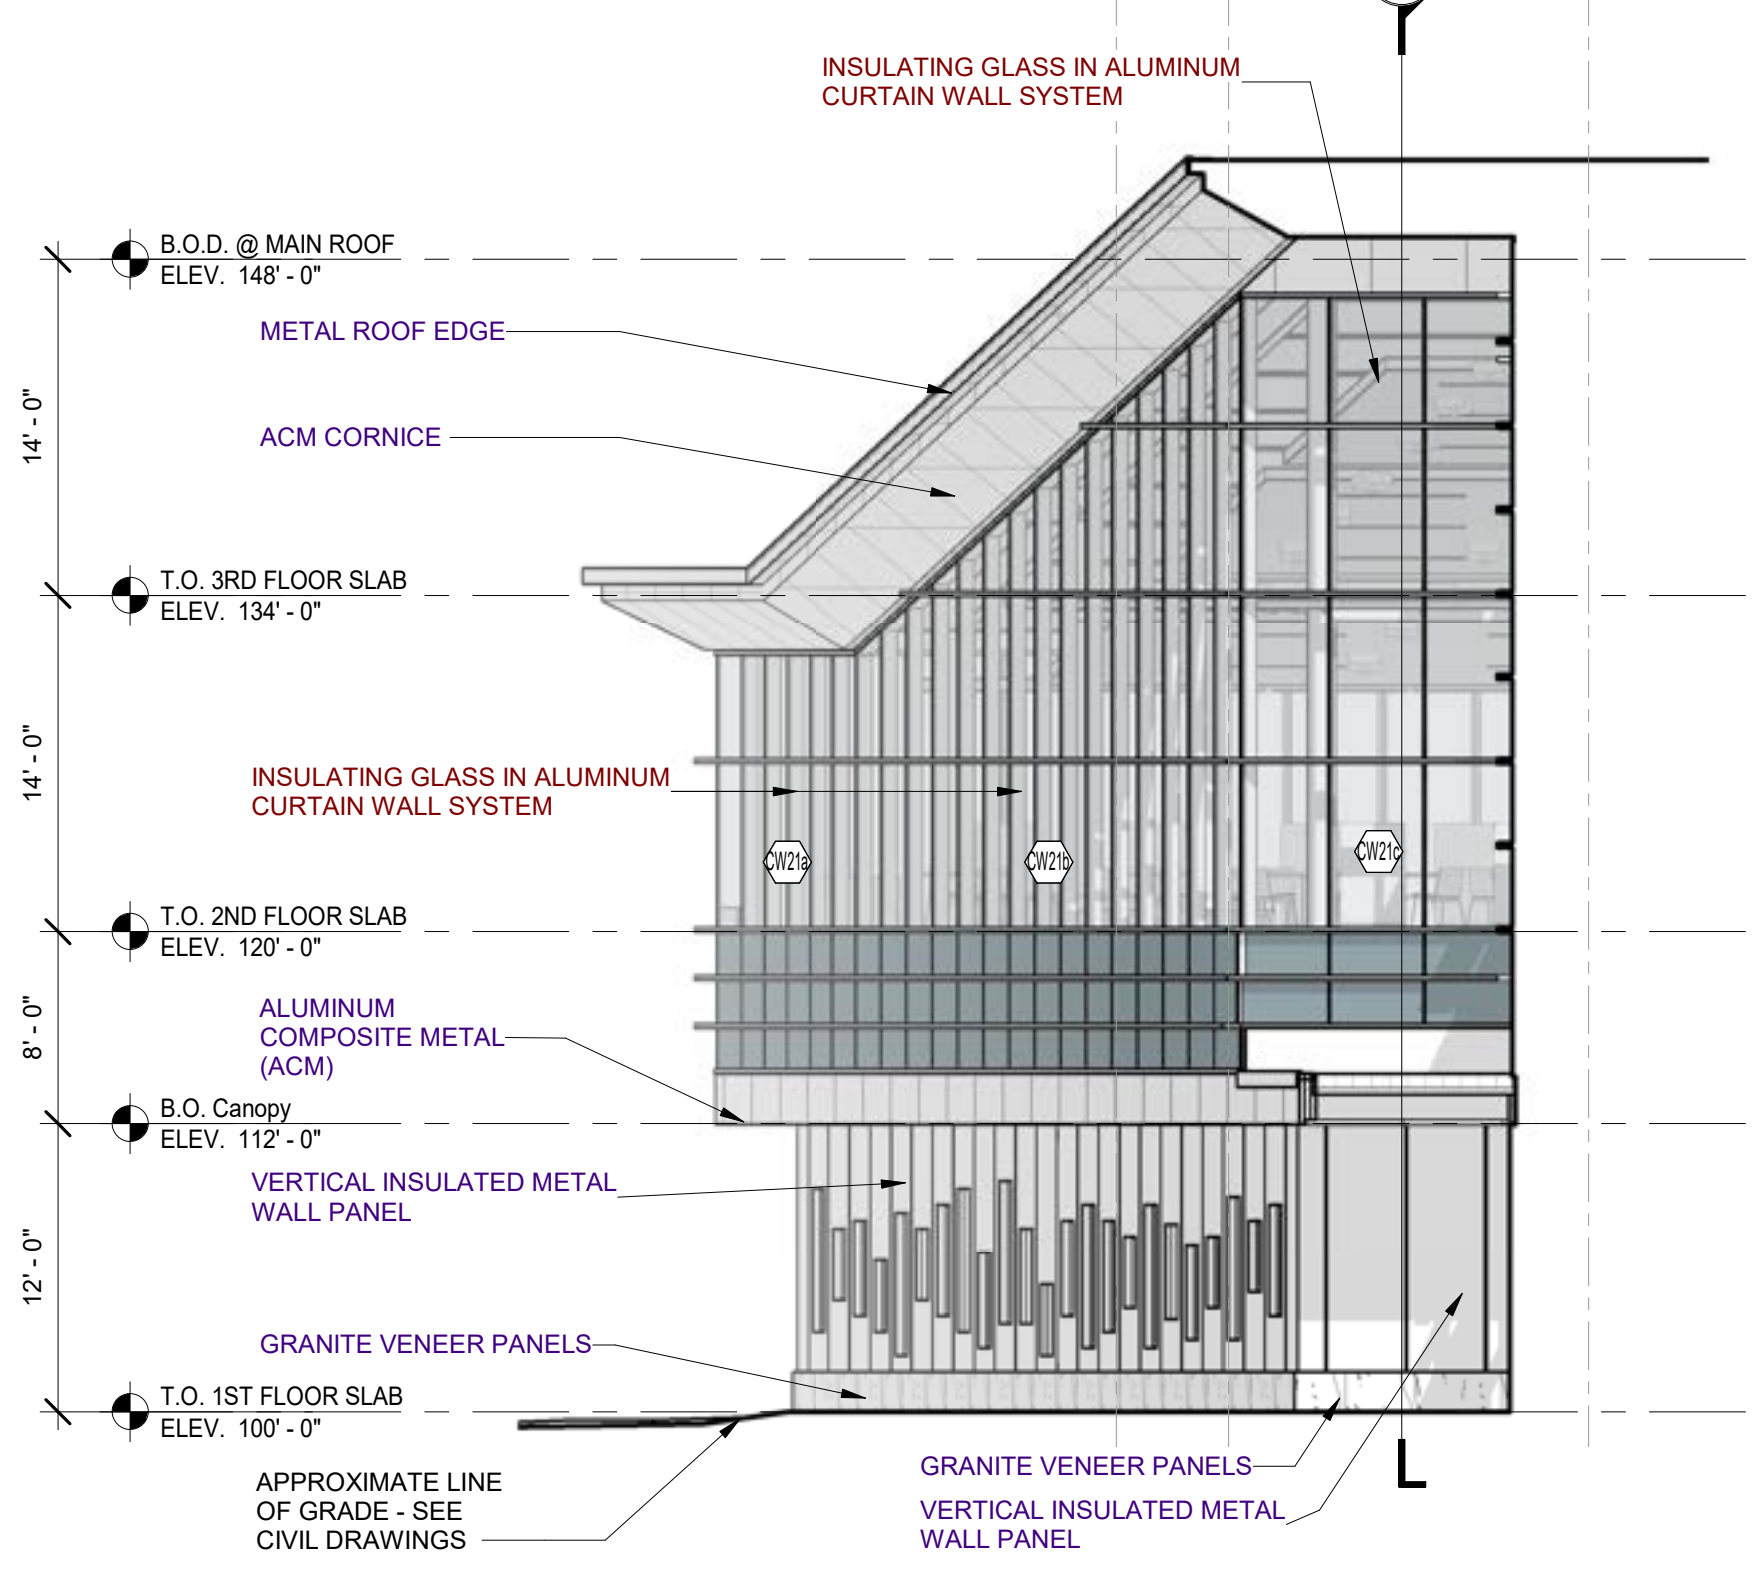 INSULATING GLASS IN ALUMINUM
CURTAIN WALL SYSTEM
B.O.D. @ MAIN ROOF
ELEV. 148' - 0"
METAL ROOF EDGE
14' - 0"
ACM CORNICE
T.O. 3RD FLOOR SLAB
ELEV. 134' - 0"
14' - 0"
INSULATING GLASS IN ALUMINUM
CURTAIN WALL SYSTEM
CW21a
CW21b
CW21c
T.O. 2ND FLOOR SLAB
ELEV. 120' - 0"
8' - 0"
ALUMINUM
COMPOSITE METAL
(ACM)
B.O. Canopy
ELEV. 112' - 0"
VERTICAL INSULATED METAL
WALL PANEL
12' - 0"
GRANITE VENEER PANELS
T.O. 1ST FLOOR SLAB
ELEV. 100' - 0"
APPROXIMATE LINE
OF GRADE - SEE
CIVIL DRAWINGS
GRANITE VENEER PANELS
VERTICAL INSULATED METAL
WALL PANEL